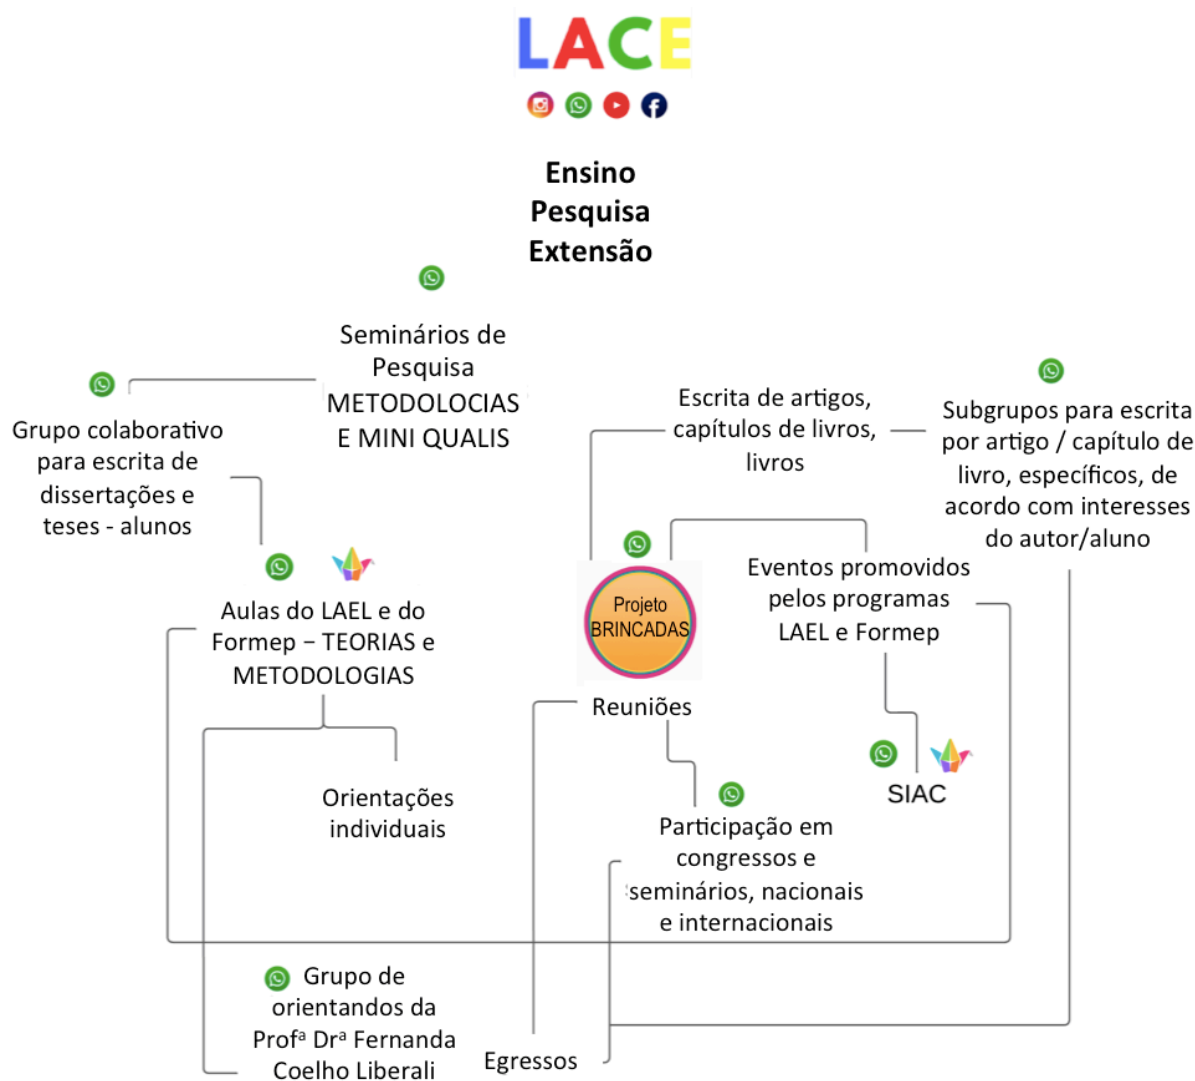 LACE
Ensino
Pesquisa
Extensão
Seminários de
Pesquisa
METODOLOCIAS
E MINI QUALIS
Grupo colaborativo
para escrita de
dissertações e
teses - alunos
Escrita de artigos,
capítulos de livros,
livros
Subgrupos para escrita
por artigo / capítulo de
livro, específicos, de
acordo com interesses
do autor/aluno
Aulas do LAEL e do
Formep – TEORIAS e
METODOLOGIAS
Projeto
BRINCADAS
Eventos promovidos
pelos programas
LAEL e Formep
Reuniões
SIAC
Orientações
individuais
Participação em
congressos e
seminários, nacionais
e internacionais
Grupo de
orientandos da
Profª Drª Fernanda
Coelho Liberali
Egressos